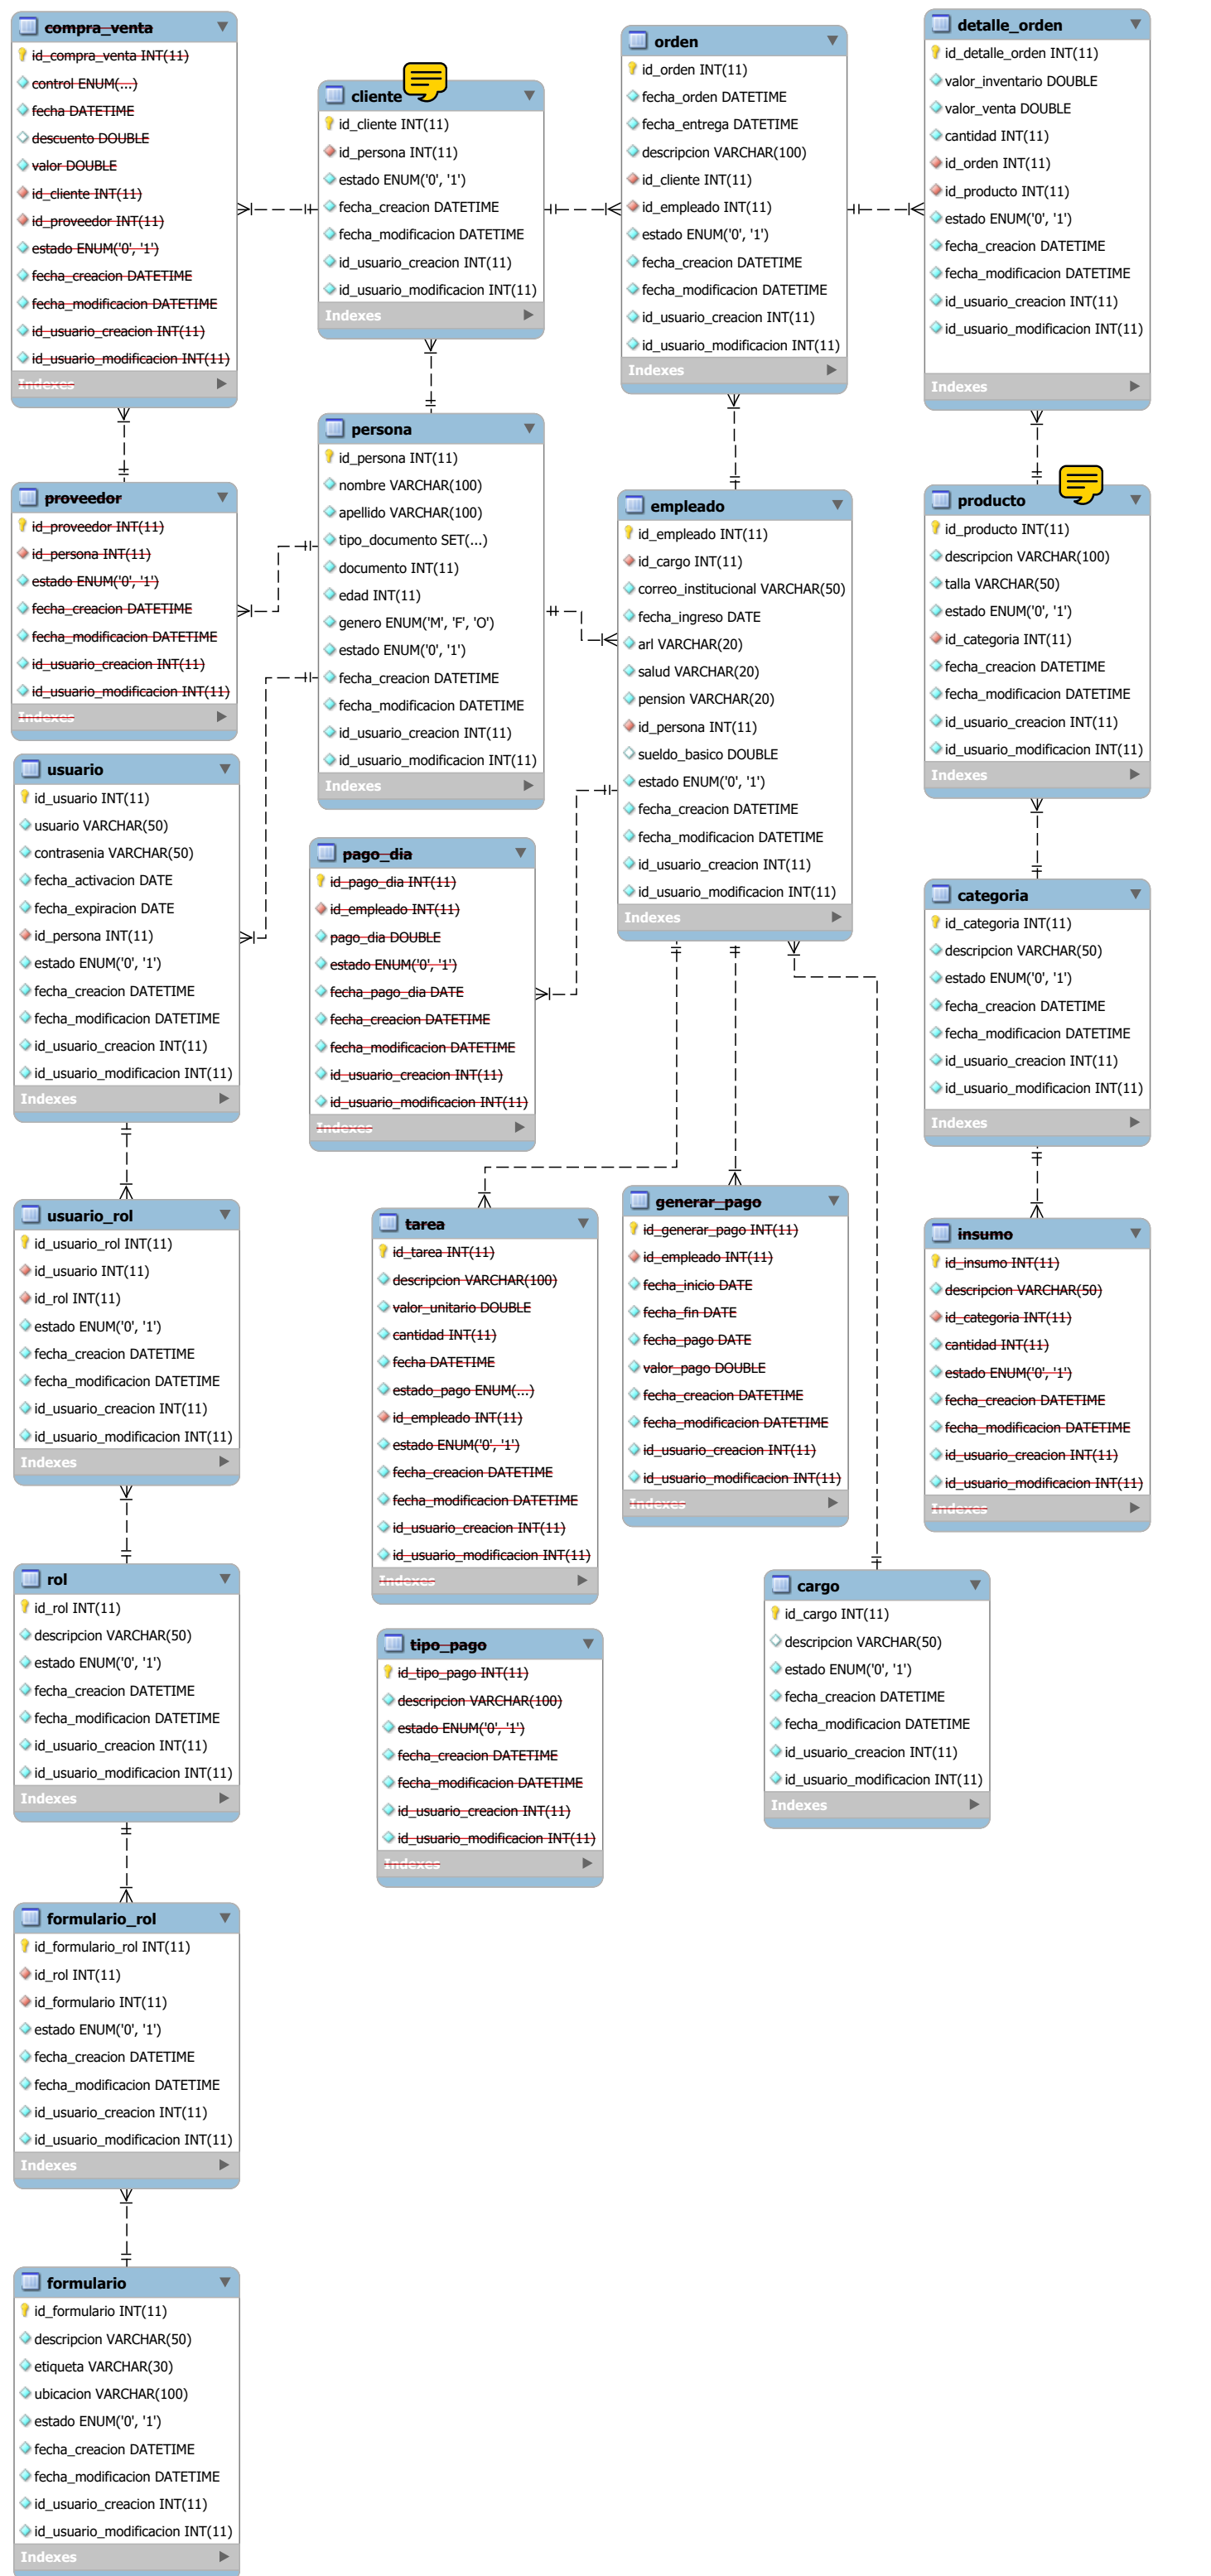 compra_venta
id_compra_venta INT(11)
control ENUM(...)
fecha DATETIME
descuento DOUBLE
valor DOUBLE
id_cliente INT(11)
id_proveedor INT(11)
estado ENUM('0', '1')
fecha_creacion DATETIME
fecha_modificacion DATETIME
id_usuario_creacion INT(11)
id_usuario_modificacion INT(11)
Indexes
cliente
id_cliente INT(11)
id_persona INT(11)
estado ENUM('0', '1')
fecha_creacion DATETIME
fecha_modificacion DATETIME
id_usuario_creacion INT(11)
id_usuario_modificacion INT(11)
Indexes
orden
id_orden INT(11)
fecha_orden DATETIME
fecha_entrega DATETIME
descripcion VARCHAR(100)
id_cliente INT(11)
id_empleado INT(11)
estado ENUM('0', '1')
fecha_creacion DATETIME
fecha_modificacion DATETIME
id_usuario_creacion INT(11)
id_usuario_modificacion INT(11)
Indexes
detalle_orden
id_detalle_orden INT(11)
valor_inventario DOUBLE
valor_venta DOUBLE
cantidad INT(11)
id_orden INT(11)
id_producto INT(11)
estado ENUM('0', '1')
fecha_creacion DATETIME
fecha_modificacion DATETIME
id_usuario_creacion INT(11)
id_usuario_modificacion INT(11)
Indexes
proveedor
id_proveedor INT(11)
id_persona INT(11)
estado ENUM('0', '1')
fecha_creacion DATETIME
fecha_modificacion DATETIME
id_usuario_creacion INT(11)
id_usuario_modificacion INT(11)
Indexes
persona
id_persona INT(11)
nombre VARCHAR(100)
apellido VARCHAR(100)
tipo_documento SET(...)
documento INT(11)
edad INT(11)
genero ENUM('M', 'F', 'O')
estado ENUM('0', '1')
fecha_creacion DATETIME
fecha_modificacion DATETIME
id_usuario_creacion INT(11)
id_usuario_modificacion INT(11)
Indexes
empleado
id_empleado INT(11)
id_cargo INT(11)
correo_institucional VARCHAR(50)
fecha_ingreso DATE
arl VARCHAR(20)
salud VARCHAR(20)
pension VARCHAR(20)
id_persona INT(11)
sueldo_basico DOUBLE
estado ENUM('0', '1')
fecha_creacion DATETIME
fecha_modificacion DATETIME
id_usuario_creacion INT(11)
id_usuario_modificacion INT(11)
Indexes
producto
id_producto INT(11)
descripcion VARCHAR(100)
talla VARCHAR(50)
estado ENUM('0', '1')
id_categoria INT(11)
fecha_creacion DATETIME
fecha_modificacion DATETIME
id_usuario_creacion INT(11)
id_usuario_modificacion INT(11)
Indexes
usuario
id_usuario INT(11)
usuario VARCHAR(50)
contrasenia VARCHAR(50)
fecha_activacion DATE
fecha_expiracion DATE
id_persona INT(11)
estado ENUM('0', '1')
fecha_creacion DATETIME
fecha_modificacion DATETIME
id_usuario_creacion INT(11)
id_usuario_modificacion INT(11)
Indexes
pago_dia
id_pago_dia INT(11)
id_empleado INT(11)
pago_dia DOUBLE
estado ENUM('0', '1')
fecha_pago_dia DATE
fecha_creacion DATETIME
fecha_modificacion DATETIME
id_usuario_creacion INT(11)
id_usuario_modificacion INT(11)
Indexes
categoria
id_categoria INT(11)
descripcion VARCHAR(50)
estado ENUM('0', '1')
fecha_creacion DATETIME
fecha_modificacion DATETIME
id_usuario_creacion INT(11)
id_usuario_modificacion INT(11)
Indexes
usuario_rol
id_usuario_rol INT(11)
id_usuario INT(11)
id_rol INT(11)
estado ENUM('0', '1')
fecha_creacion DATETIME
fecha_modificacion DATETIME
id_usuario_creacion INT(11)
id_usuario_modificacion INT(11)
Indexes
tarea
id_tarea INT(11)
descripcion VARCHAR(100)
valor_unitario DOUBLE
cantidad INT(11)
fecha DATETIME
estado_pago ENUM(...)
id_empleado INT(11)
estado ENUM('0', '1')
fecha_creacion DATETIME
fecha_modificacion DATETIME
id_usuario_creacion INT(11)
id_usuario_modificacion INT(11)
Indexes
generar_pago
id_generar_pago INT(11)
id_empleado INT(11)
fecha_inicio DATE
fecha_fin DATE
fecha_pago DATE
valor_pago DOUBLE
fecha_creacion DATETIME
fecha_modificacion DATETIME
id_usuario_creacion INT(11)
id_usuario_modificacion INT(11)
Indexes
insumo
id_insumo INT(11)
descripcion VARCHAR(50)
id_categoria INT(11)
cantidad INT(11)
estado ENUM('0', '1')
fecha_creacion DATETIME
fecha_modificacion DATETIME
id_usuario_creacion INT(11)
id_usuario_modificacion INT(11)
Indexes
rol
id_rol INT(11)
descripcion VARCHAR(50)
estado ENUM('0', '1')
fecha_creacion DATETIME
fecha_modificacion DATETIME
id_usuario_creacion INT(11)
id_usuario_modificacion INT(11)
Indexes
tipo_pago
id_tipo_pago INT(11)
descripcion VARCHAR(100)
estado ENUM('0', '1')
fecha_creacion DATETIME
fecha_modificacion DATETIME
id_usuario_creacion INT(11)
id_usuario_modificacion INT(11)
Indexes
cargo
id_cargo INT(11)
descripcion VARCHAR(50)
estado ENUM('0', '1')
fecha_creacion DATETIME
fecha_modificacion DATETIME
id_usuario_creacion INT(11)
id_usuario_modificacion INT(11)
Indexes
formulario_rol
id_formulario_rol INT(11)
id_rol INT(11)
id_formulario INT(11)
estado ENUM('0', '1')
fecha_creacion DATETIME
fecha_modificacion DATETIME
id_usuario_creacion INT(11)
id_usuario_modificacion INT(11)
Indexes
formulario
id_formulario INT(11)
descripcion VARCHAR(50)
etiqueta VARCHAR(30)
ubicacion VARCHAR(100)
estado ENUM('0', '1')
fecha_creacion DATETIME
fecha_modificacion DATETIME
id_usuario_creacion INT(11)
id_usuario_modificacion INT(11)
Indexes